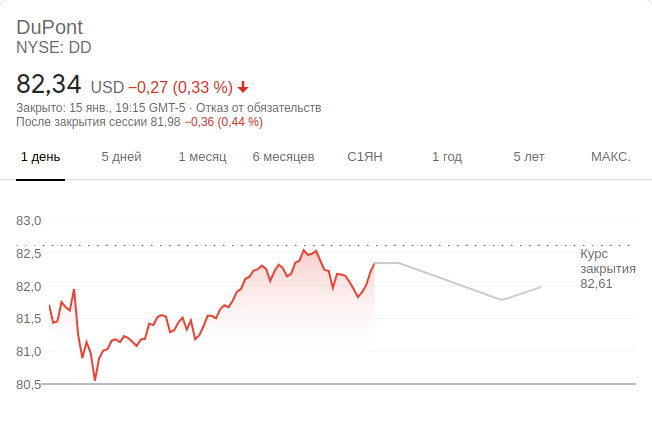 DuPont
NYSE: DD
82,34 USD −0,27 (0,33 %)
Закрыто: 15 янв., 19:15 GMT-5 · Отказ от обязательств
После закрытия сессии 81,98 −0,36 (0,44 %)
1 день 5 дней 1 месяц 6 месяцев С1ЯН 1 год 5 лет МАКС.
83,0
82,5
82,0
81,5
81,0
80,5
Курс
закрытия
82,61